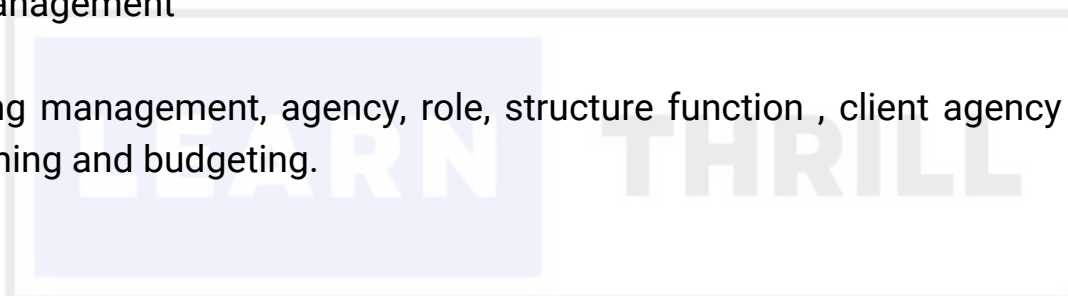 anagement
ng management, agency, role, structure function , client agency
ning and budgeting.
LEARN THRILL